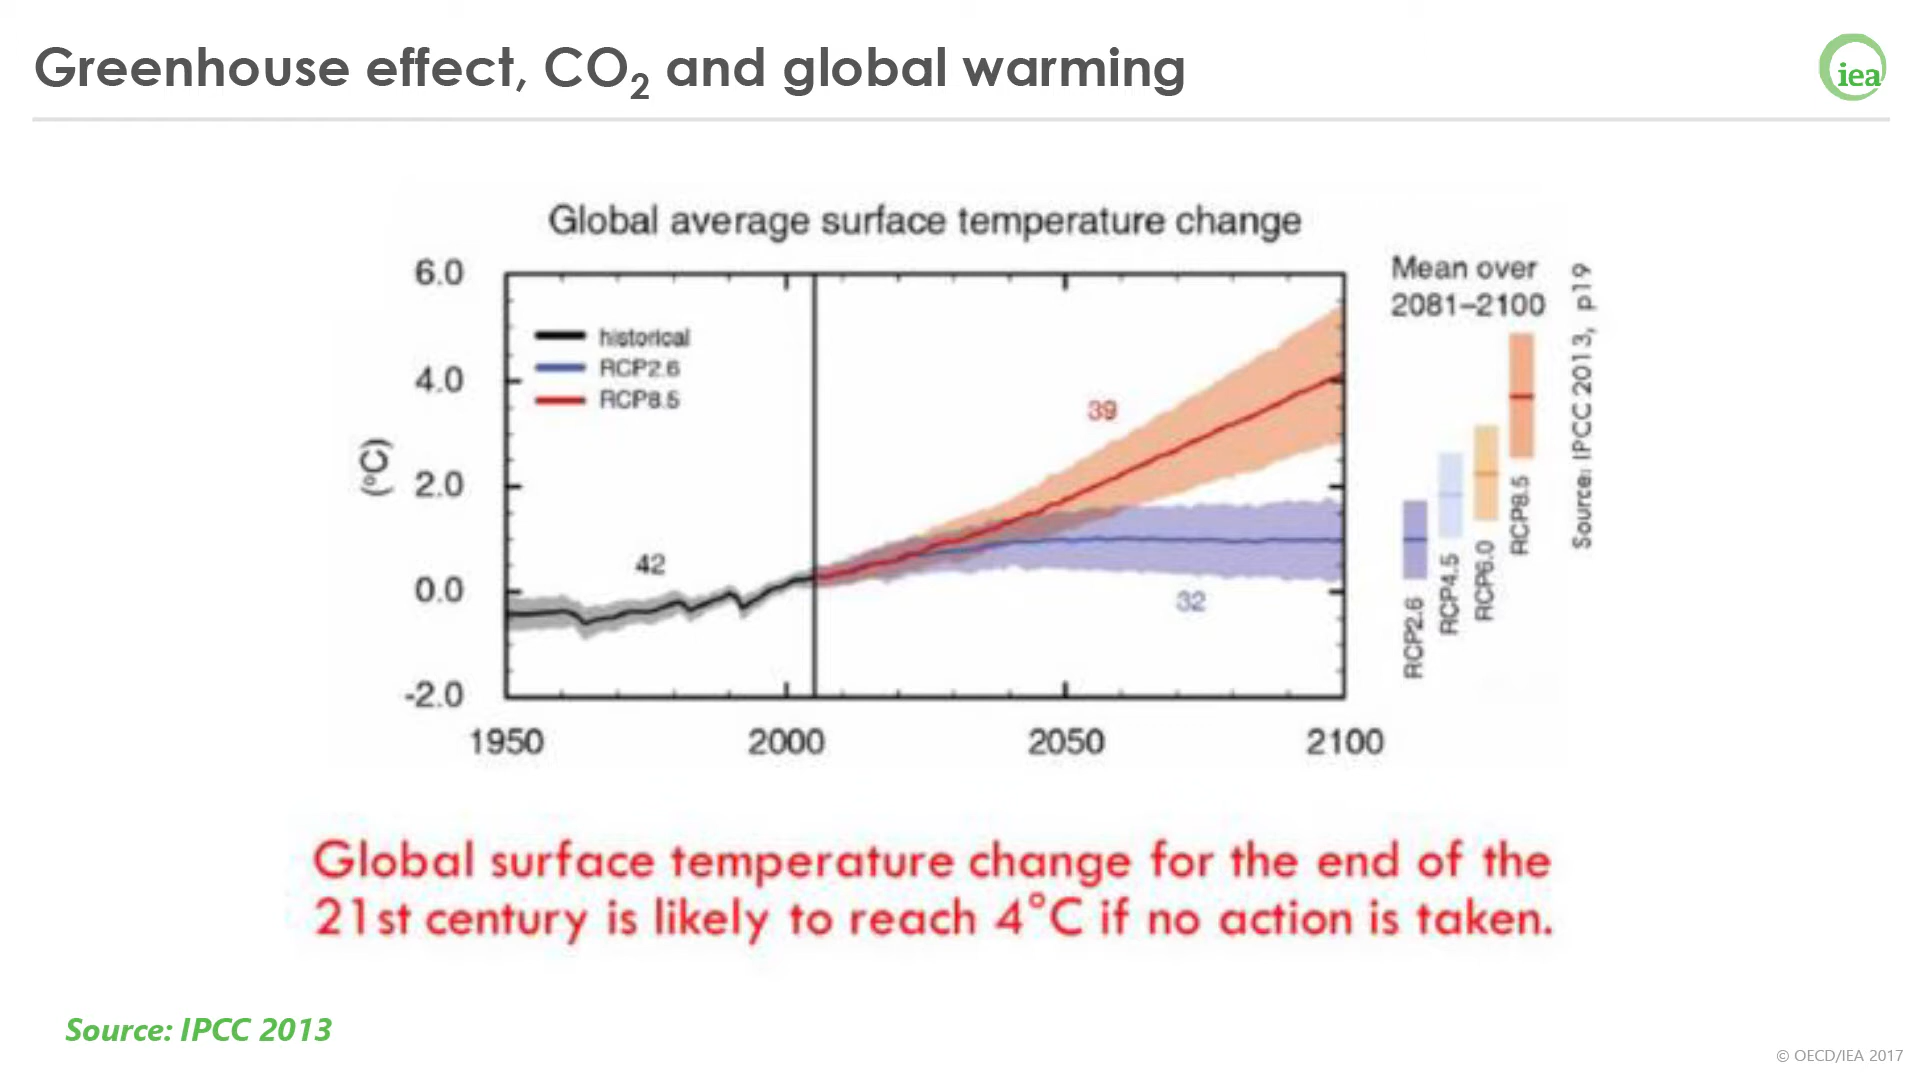 Greenhouse effect, CO₂ and global warming
iea
Global average surface temperature change
6.0
4.0
2.0
0.0
-2.0
(°C)
historical
RCP2.6
RCP8.5
42
39
32
1950
2000
2050
2100
Mean over
2081–2100
RCP2.6
RCP4.5
RCP6.0
RCP8.5
Source: IPCC 2013, p19
Global surface temperature change for the end of the
21st century is likely to reach 4°C if no action is taken.
Source: IPCC 2013
© OECD/IEA 2017